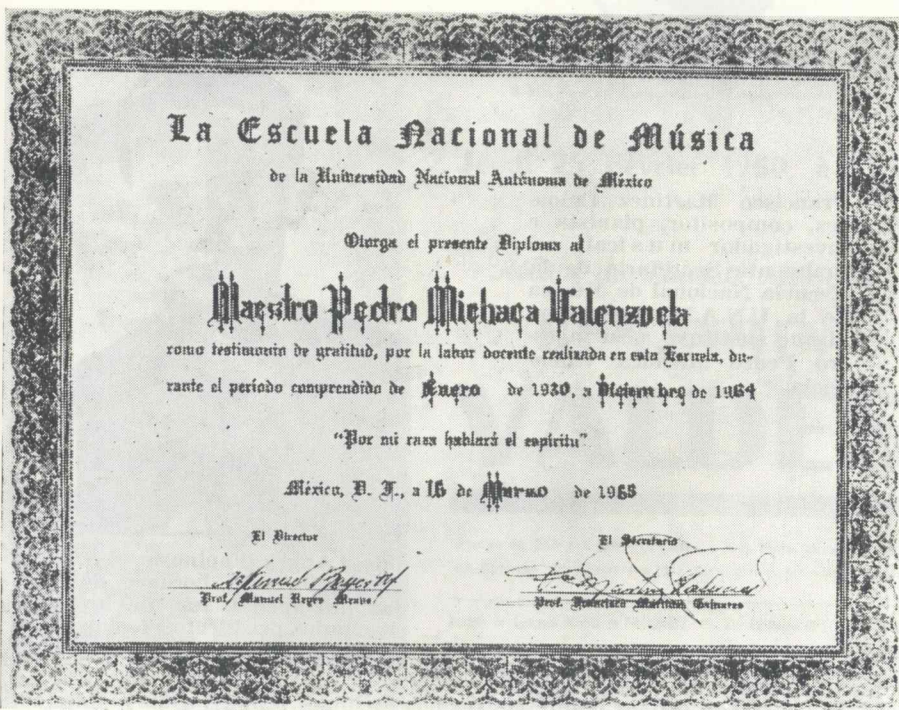 La Escuela Nacional de Música
de la Universidad Nacional Autónoma de México
Otorga el presente Diploma al
Maestro Pedro Michaca Valenzuela
como testimonio de gratitud, por la labor docente realizada en esta Escuela, du-
rante el período comprendido de Enero de 1930, a Diciembre de 1964
"Por mi raza hablará el espíritu"
México, D. F., a 16 de Marzo de 1965
El Director
El Secretario
Prof. Manuel Reyes
Prof. Francisco Martínez